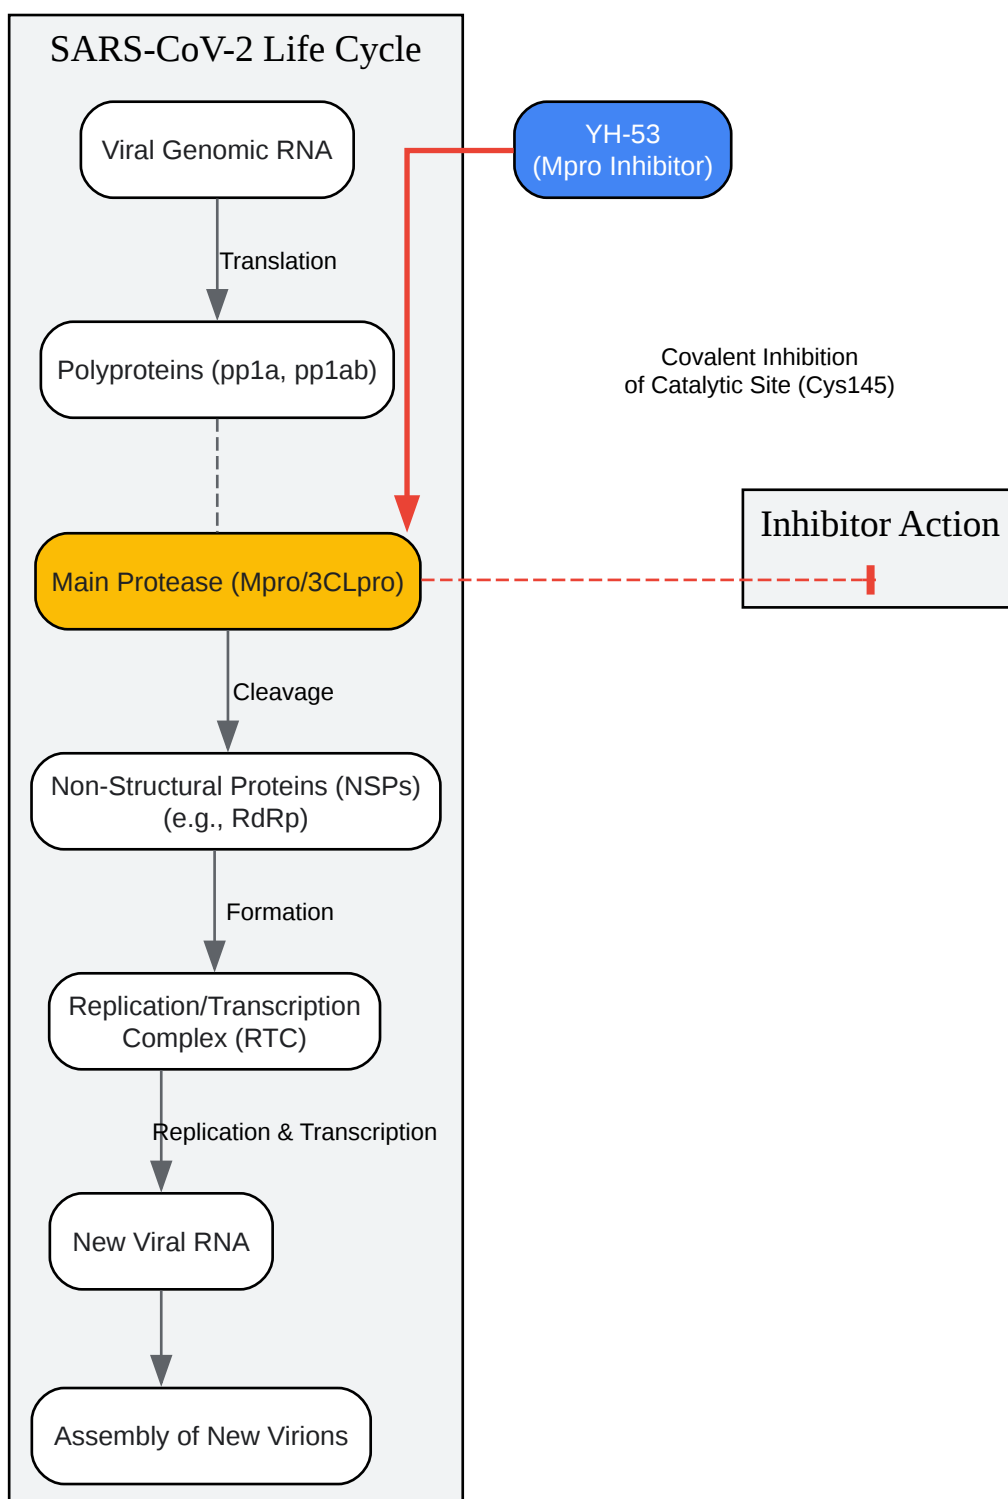 SARS-CoV-2 Life Cycle
Viral Genomic RNA
YH-53
(Mpro Inhibitor)
Translation
Polyproteins (pp1a, pp1ab)
Covalent Inhibition
of Catalytic Site (Cys145)
Inhibitor Action
Main Protease (Mpro/3CLpro)
Cleavage
Non-Structural Proteins (NSPs)
(e.g., RdRp)
Formation
Replication/Transcription
Complex (RTC)
Replication & Transcription
New Viral RNA
Assembly of New Virions